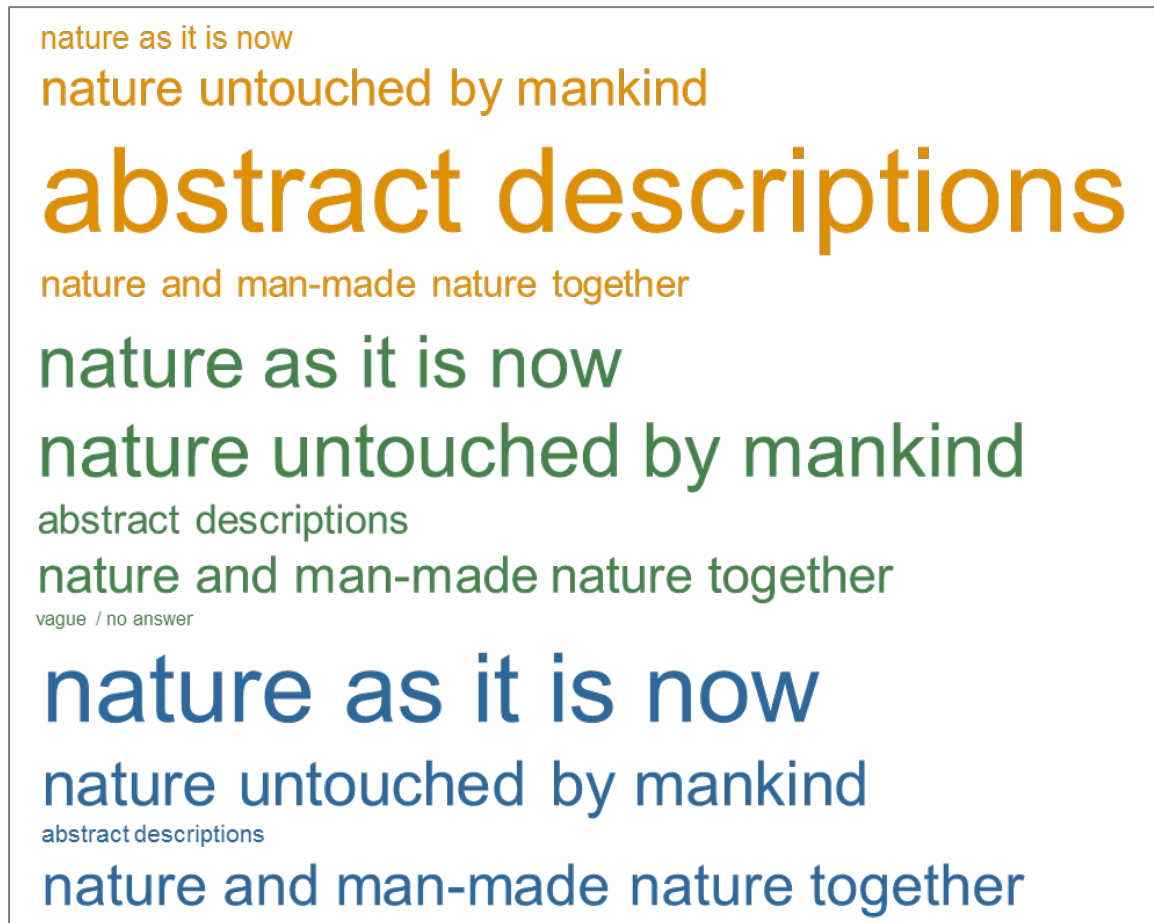 nature as it is now
nature untouched by mankind
abstract descriptions
nature and man-made nature together
nature as it is now
nature untouched by mankind
abstract descriptions
nature and man-made nature together
vague / no answer
nature as it is now
nature untouched by mankind
abstract descriptions
nature and man-made nature together